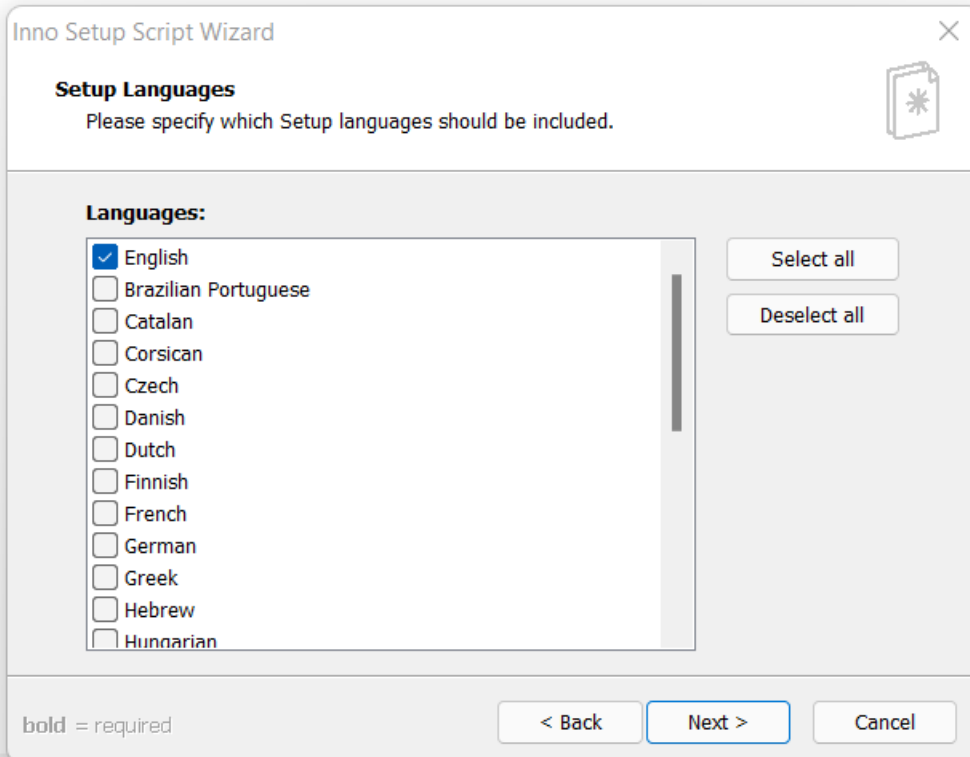 Inno Setup Script Wizard
Setup Languages
Please specify which Setup languages should be included.
Languages:
English
Select all
Brazilian Portuguese
Deselect all
Catalan
Corsican
Czech
Danish
Dutch
Finnish
French
German
Greek
Hebrew
Hungarian
bold = required
< Back
Next >
Cancel